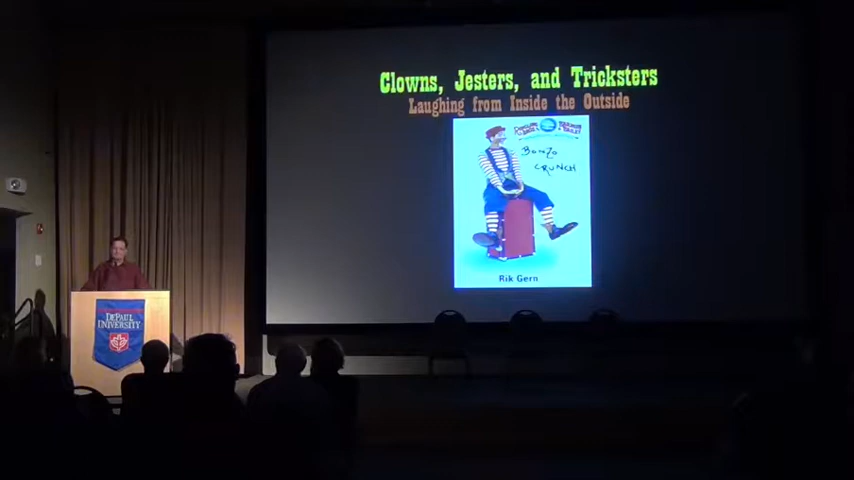 Clowns, Jesters, and Tricksters
Laughing from Inside the Outside
BONZO
CRUNCH
Rik Gern
DEPAUL
UNIVERSITY